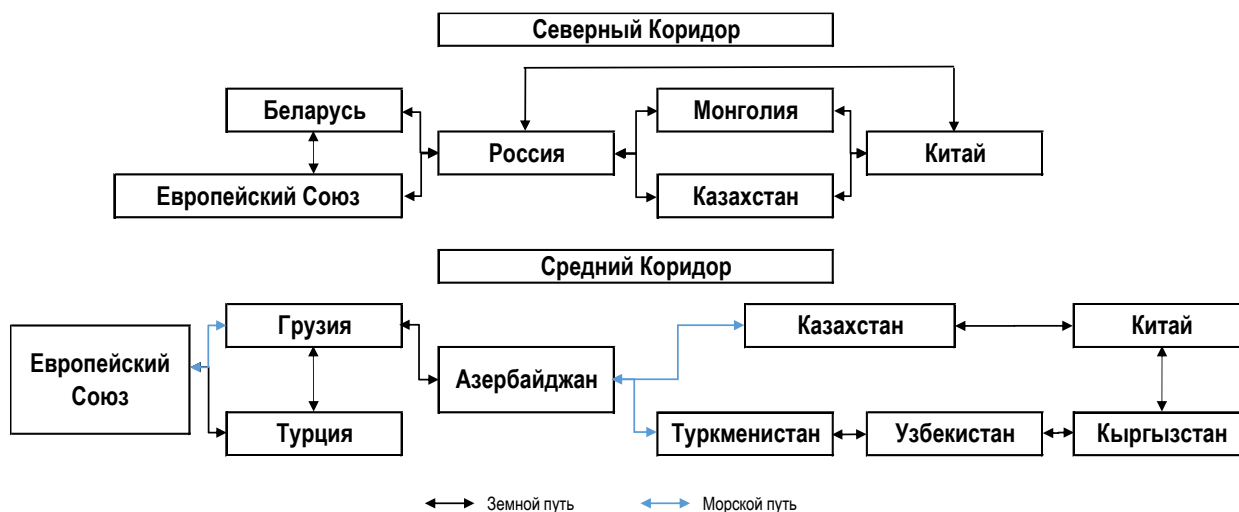 Северный Коридор
Беларусь
Монголия
Россия
Китай
Европейский Союз
Казахстан
Средний Коридор
Грузия
Казахстан
Китай
Европейский
Союз
Азербайджан
Турция
Туркменистан
Узбекистан
Кыргызстан
Земной путь
Морской путь